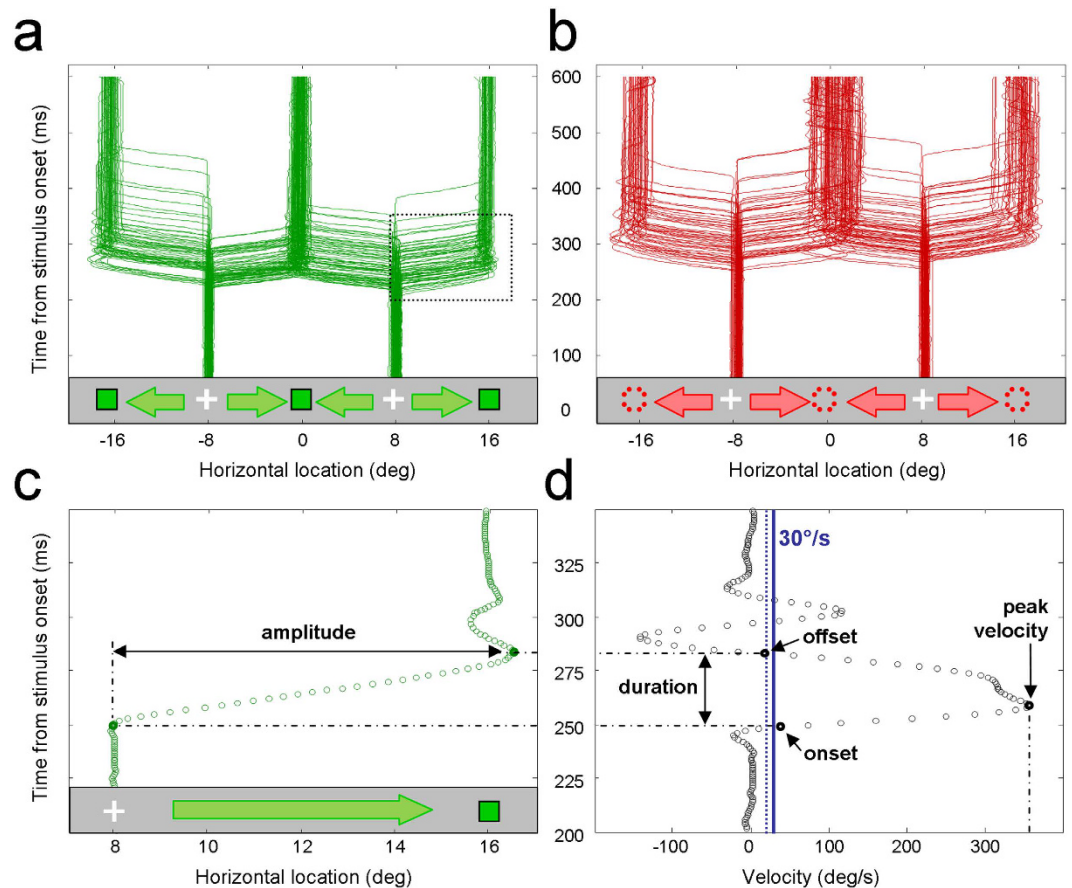 a
b
Time from stimulus onset (ms)
600
500
400
300
200
100
0
-16
-8
0
8
16
-16
-8
0
8
16
Horizontal location (deg)
Horizontal location (deg)
c
d
Time from stimulus onset (ms)
amplitude
8
10
12
14
16
Horizontal location (deg)
30°/s
325
300
275
250
225
200
offset
peak
velocity
duration
onset
-100
0
100
200
300
Velocity (deg/s)